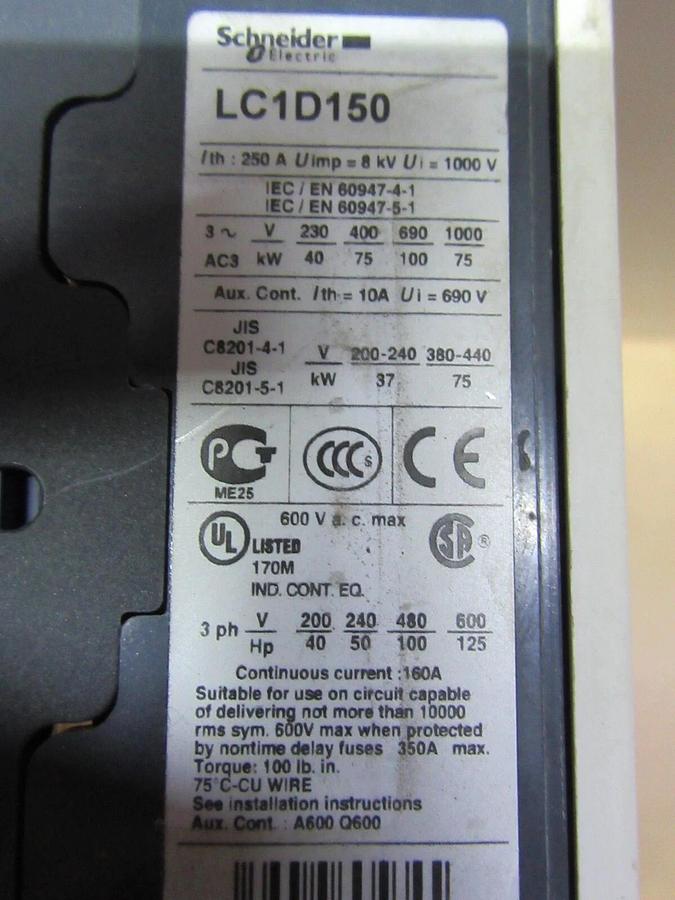 Schneider
Electric
LC1D150
Ith : 250 A Uimp = 8 kV Ui = 1000 V
IEC / EN 60947-4-1
IEC / EN 60947-5-1
3 ~ V 230 400 690 1000
AC3 kW 40 75 100 75
Aux. Cont. Ith = 10A Ui = 690 V
JIS
C8201-4-1
JIS
C8201-5-1
V 200-240 380-440
kW 37 75
PCT
ME25
CCC S
CE
600 V a. c. max
UL LISTED
170M
IND. CONT. EQ.
SA ®
3 ph V 200 240 480 600
Hp 40 50 100 125
Continuous current :160A
Suitable for use on circuit capable
of delivering not more than 10000
rms sym. 600V max when protected
by nontime delay fuses 350A max.
Torque: 100 lb. in.
75°C-CU WIRE
See installation instructions
Aux. Cont. : A600 Q600